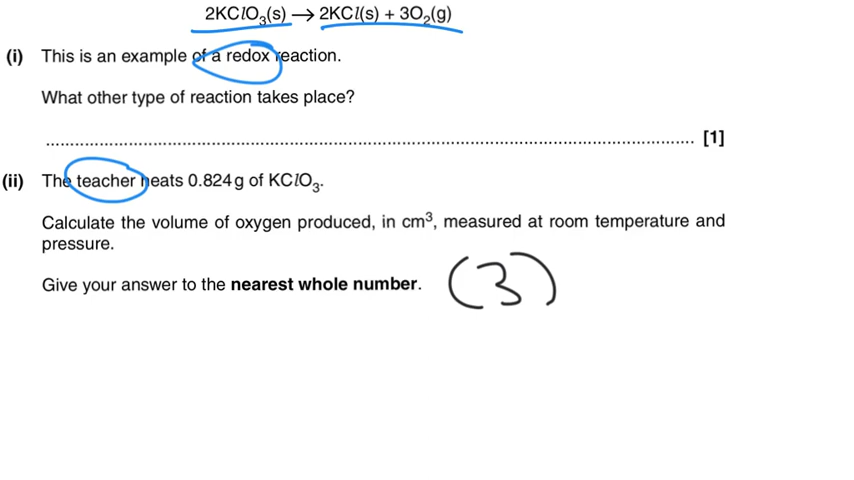 2KClO₃(s) → 2KCl(s) + 3O₂(g)
(i) This is an example of a redox reaction.
What other type of reaction takes place?
.......................................................................................................................................... [1]
(ii) The teacher heats 0.824 g of KClO₃.
Calculate the volume of oxygen produced, in cm³, measured at room temperature and
pressure.
Give your answer to the nearest whole number. (3)